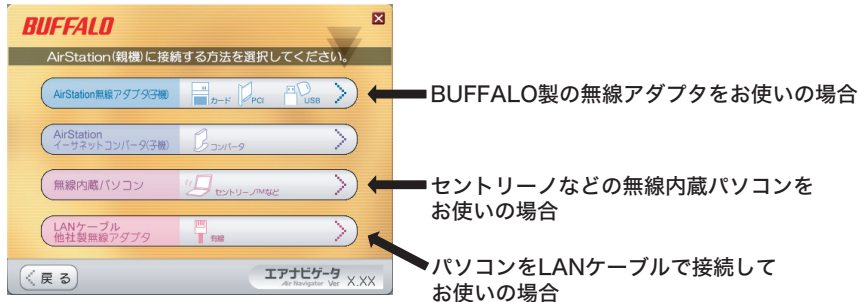 BUFFALO
AirStation(親機)に接続する方法を選択してください。
AirStation無線アダプタ(子機)
カード
PCI
USB
BUFFALO製の無線アダプタをお使いの場合
AirStation
イーサネットコンバータ(子機)
コンバータ
無線内蔵パソコン
セントリーノTMなど
セントリーノなどの無線内蔵パソコンを
お使いの場合
LANケーブル
他社製無線アダプタ
有線
パソコンをLANケーブルで接続して
お使いの場合
戻る
エアナビゲータ
Air Navigator Ver X.XX